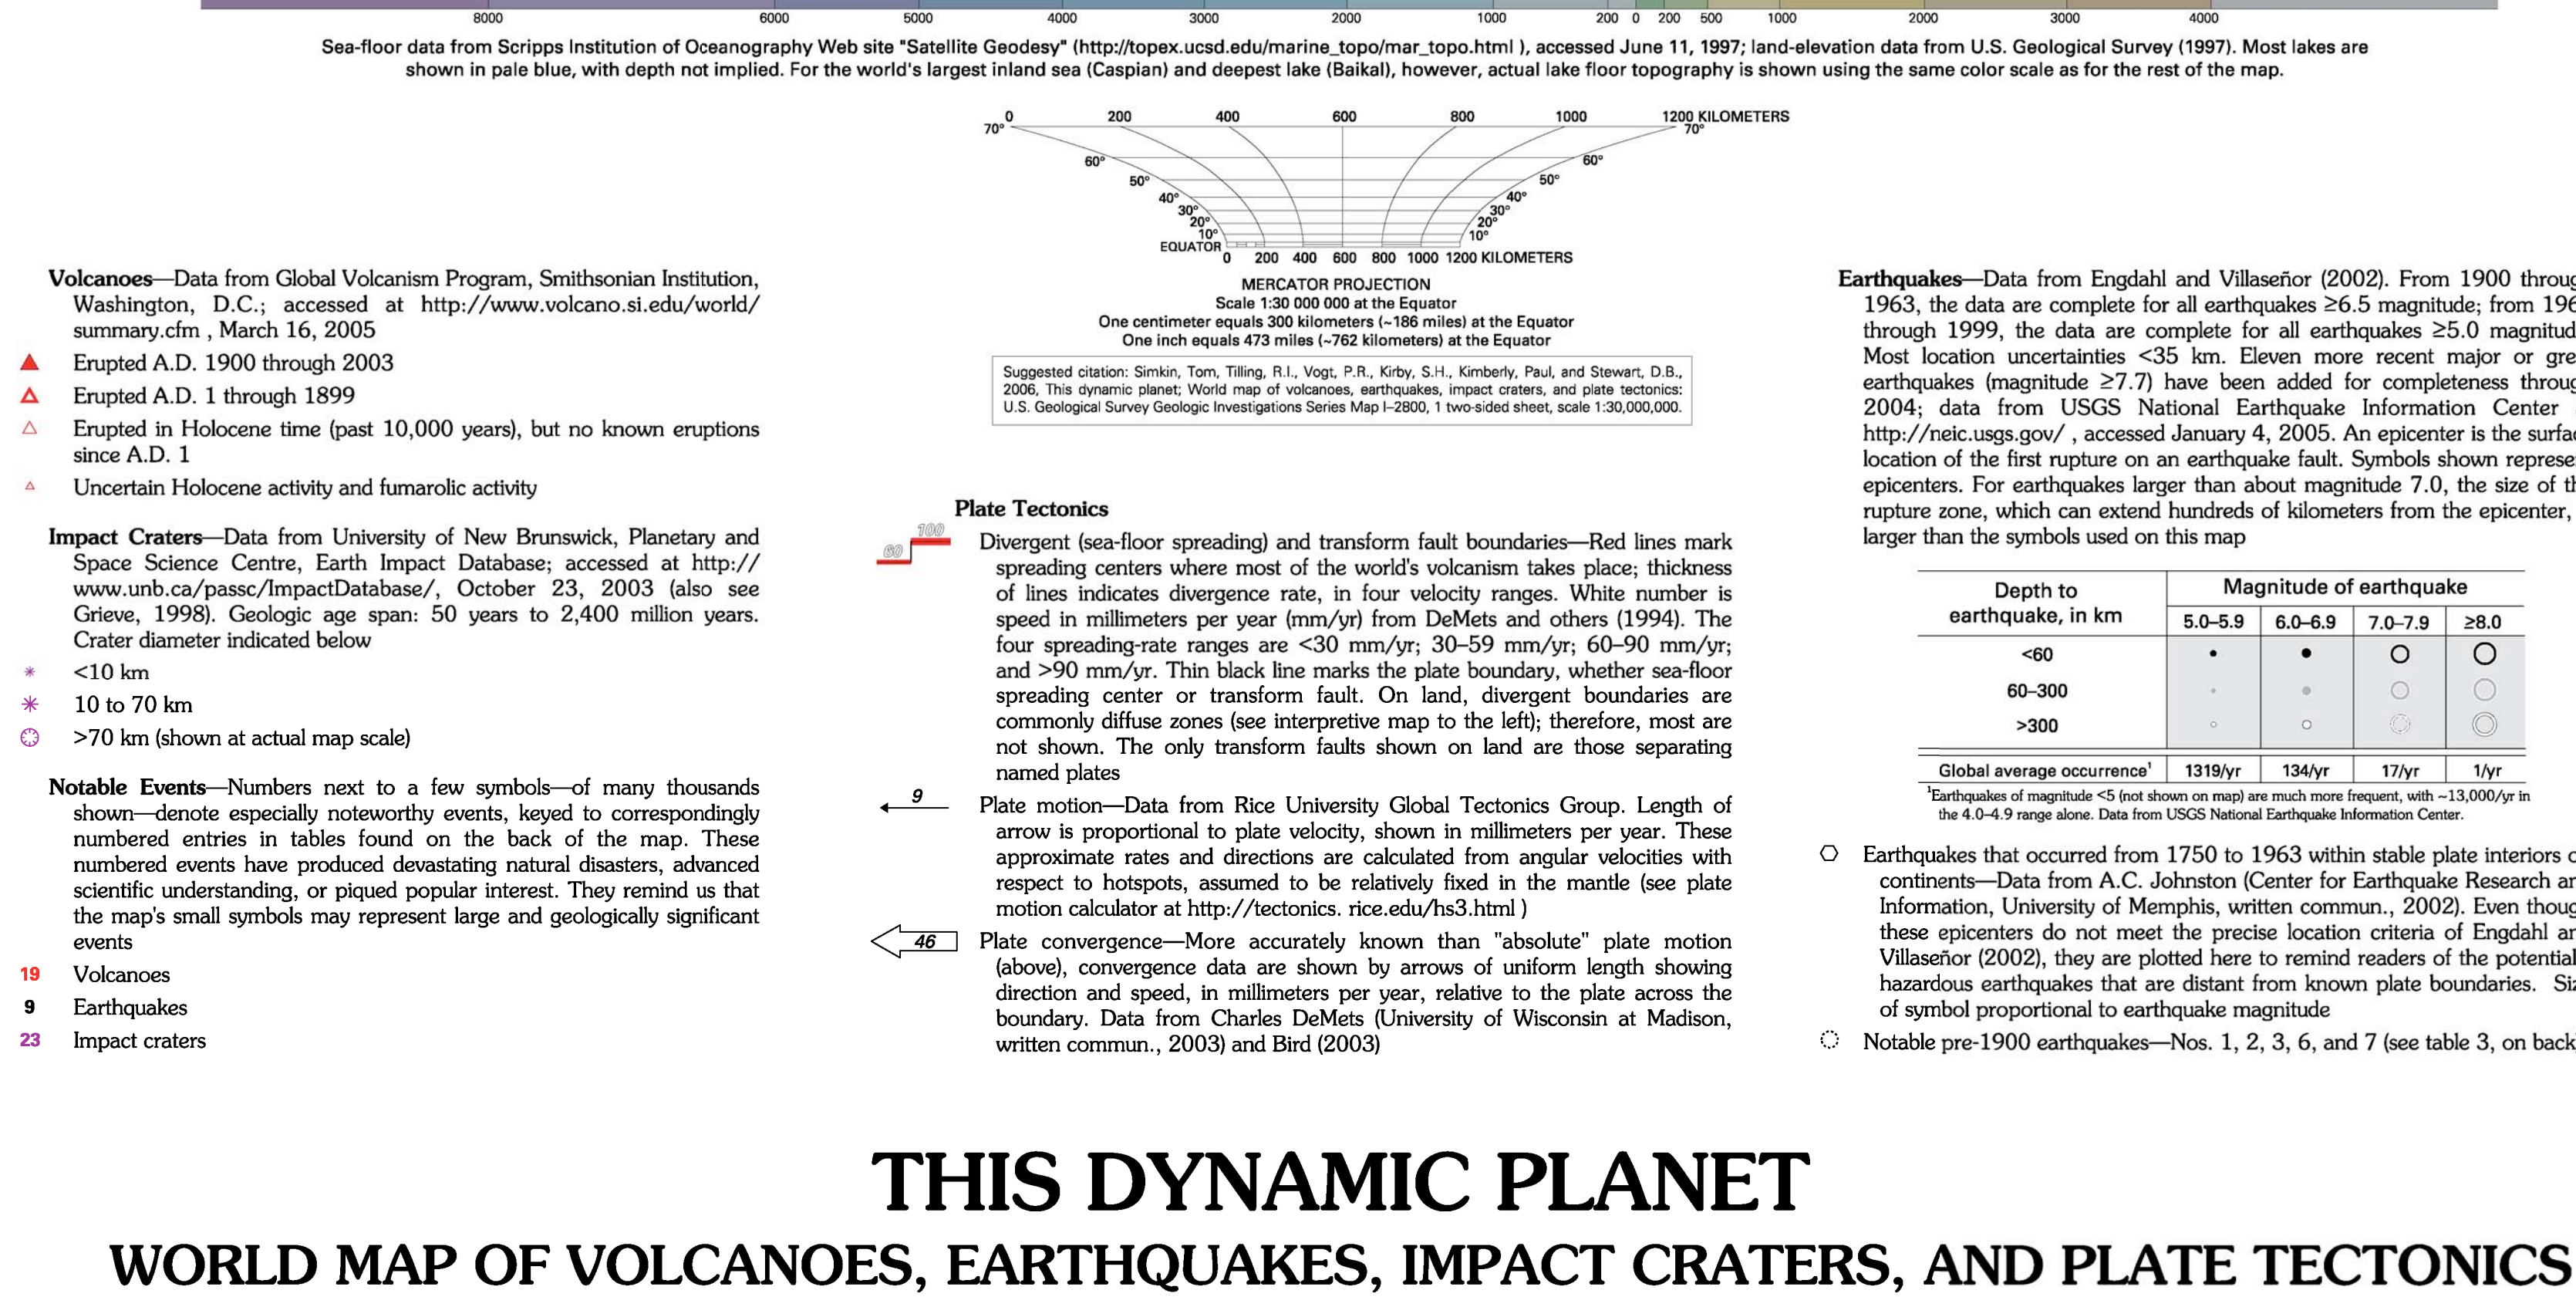 8000 6000 5000 4000 3000 2000 1000 200 0 200 500 1000 2000 3000 4000
Sea-floor data from Scripps Institution of Oceanography Web site "Satellite Geodesy" (http://topex.ucsd.edu/marine_topo/mar_topo.html ), accessed June 11, 1997; land-elevation data from U.S. Geological Survey (1997). Most lakes are
shown in pale blue, with depth not implied. For the world's largest inland sea (Caspian) and deepest lake (Baikal), however, actual lake floor topography is shown using the same color scale as for the rest of the map.
0 200 400 600 800 1000 1200 KILOMETERS
70° 70°
60° 60°
50° 50°
40° 40°
30° 30°
20° 20°
10° 10°
EQUATOR
0 200 400 600 800 1000 1200 KILOMETERS
MERCATOR PROJECTION
Scale 1:30 000 000 at the Equator
One centimeter equals 300 kilometers (~186 miles) at the Equator
One inch equals 473 miles (~762 kilometers) at the Equator
Suggested citation: Simkin, Tom, Tilling, R.I., Vogt, P.R., Kirby, S.H., Kimberly, Paul, and Stewart, D.B.,
2006, This dynamic planet; World map of volcanoes, earthquakes, impact craters, and plate tectonics:
U.S. Geological Survey Geologic Investigations Series Map I–2800, 1 two-sided sheet, scale 1:30,000,000.
Volcanoes—Data from Global Volcanism Program, Smithsonian Institution,
Washington, D.C.; accessed at http://www.volcano.si.edu/world/
summary.cfm , March 16, 2005
Erupted A.D. 1900 through 2003
Erupted A.D. 1 through 1899
Erupted in Holocene time (past 10,000 years), but no known eruptions
since A.D. 1
Uncertain Holocene activity and fumarolic activity
Impact Craters—Data from University of New Brunswick, Planetary and
Space Science Centre, Earth Impact Database; accessed at http://
www.unb.ca/passc/ImpactDatabase/, October 23, 2003 (also see
Grieve, 1998). Geologic age span: 50 years to 2,400 million years.
Crater diameter indicated below
<10 km
10 to 70 km
>70 km (shown at actual map scale)
Notable Events—Numbers next to a few symbols—of many thousands
shown—denote especially noteworthy events, keyed to correspondingly
numbered entries in tables found on the back of the map. These
numbered events have produced devastating natural disasters, advanced
scientific understanding, or piqued popular interest. They remind us that
the map's small symbols may represent large and geologically significant
events
19 Volcanoes
9 Earthquakes
23 Impact craters
Plate Tectonics
60 100
Divergent (sea-floor spreading) and transform fault boundaries—Red lines mark
spreading centers where most of the world's volcanism takes place; thickness
of lines indicates divergence rate, in four velocity ranges. White number is
speed in millimeters per year (mm/yr) from DeMets and others (1994). The
four spreading-rate ranges are <30 mm/yr; 30–59 mm/yr; 60–90 mm/yr;
and >90 mm/yr. Thin black line marks the plate boundary, whether sea-floor
spreading center or transform fault. On land, divergent boundaries are
commonly diffuse zones (see interpretive map to the left); therefore, most are
not shown. The only transform faults shown on land are those separating
named plates
9 Plate motion—Data from Rice University Global Tectonics Group. Length of
arrow is proportional to plate velocity, shown in millimeters per year. These
approximate rates and directions are calculated from angular velocities with
respect to hotspots, assumed to be relatively fixed in the mantle (see plate
motion calculator at http://tectonics. rice.edu/hs3.html )
46 Plate convergence—More accurately known than "absolute" plate motion
(above), convergence data are shown by arrows of uniform length showing
direction and speed, in millimeters per year, relative to the plate across the
boundary. Data from Charles DeMets (University of Wisconsin at Madison,
written commun., 2003) and Bird (2003)
Earthquakes—Data from Engdahl and Villaseñor (2002). From 1900 throug
1963, the data are complete for all earthquakes ≥6.5 magnitude; from 196
through 1999, the data are complete for all earthquakes ≥5.0 magnitud
Most location uncertainties <35 km. Eleven more recent major or gre
earthquakes (magnitude ≥7.7) have been added for completeness throug
2004; data from USGS National Earthquake Information Center
http://neic.usgs.gov/ , accessed January 4, 2005. An epicenter is the surfa
location of the first rupture on an earthquake fault. Symbols shown represe
epicenters. For earthquakes larger than about magnitude 7.0, the size of th
rupture zone, which can extend hundreds of kilometers from the epicenter,
larger than the symbols used on this map
Depth to earthquake, in km Magnitude of earthquake
5.0–5.9 6.0–6.9 7.0–7.9 ≥8.0
<60
60–300
>300
Global average occurrence¹ 1319/yr 134/yr 17/yr 1/yr
¹Earthquakes of magnitude <5 (not shown on map) are much more frequent, with ~13,000/yr in
the 4.0–4.9 range alone. Data from USGS National Earthquake Information Center.
Earthquakes that occurred from 1750 to 1963 within stable plate interiors o
continents—Data from A.C. Johnston (Center for Earthquake Research an
Information, University of Memphis, written commun., 2002). Even thoug
these epicenters do not meet the precise location criteria of Engdahl an
Villaseñor (2002), they are plotted here to remind readers of the potential
hazardous earthquakes that are distant from known plate boundaries. Siz
of symbol proportional to earthquake magnitude
Notable pre-1900 earthquakes—Nos. 1, 2, 3, 6, and 7 (see table 3, on back
THIS DYNAMIC PLANET
WORLD MAP OF VOLCANOES, EARTHQUAKES, IMPACT CRATERS, AND PLATE TECTONICS